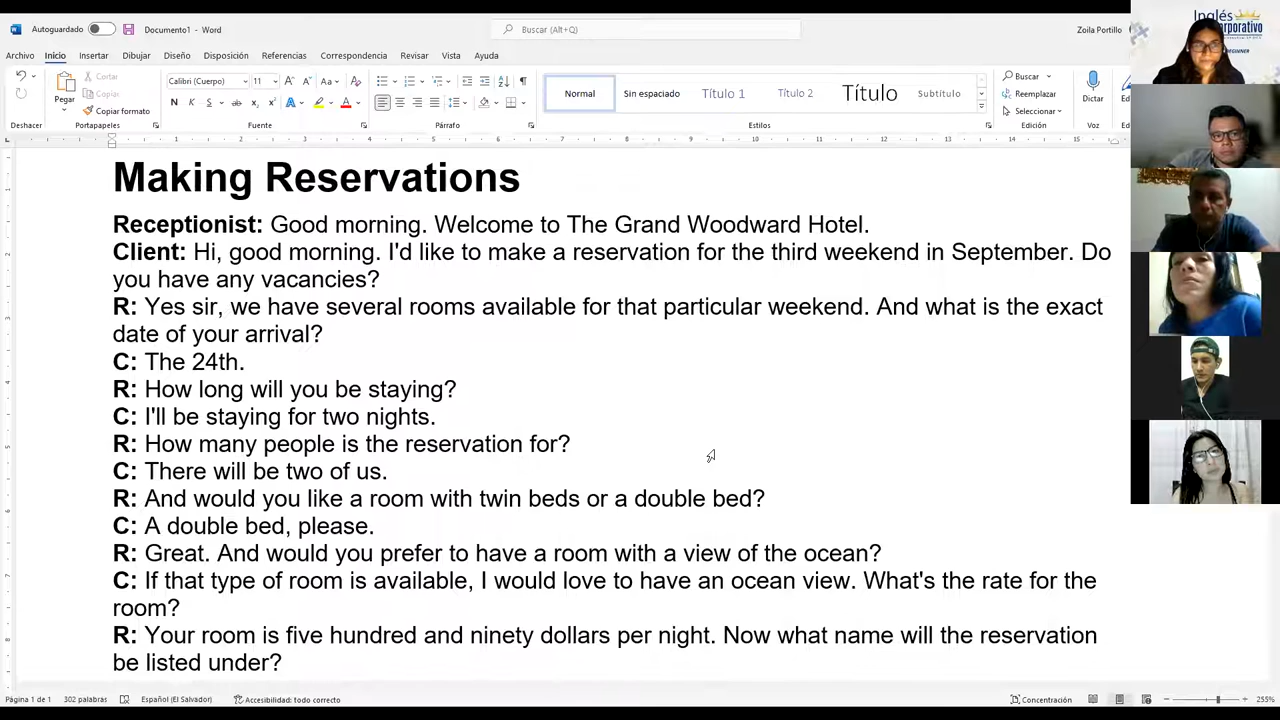 Autoguardado
Documento1 - Word
Buscar (Alt+Q)
Zoila Portillo
Archivo Inicio Insertar Dibujar Diseño Disposición Referencias Correspondencia Revisar Vista Ayuda
Pegar
Cortar
Copiar
Copiar formato
Calibri (Cuerpo) 11
Normal
Sin espaciado
Título 1
Título 2
Título
Subtítulo
Buscar
Reemplazar
Seleccionar
Dictar
Deshacer Portapapeles Fuente Párrafo Estilos Edición Voz
Inglés
Making Reservations
Receptionist: Good morning. Welcome to The Grand Woodward Hotel.
Client: Hi, good morning. I'd like to make a reservation for the third weekend in September. Do
you have any vacancies?
R: Yes sir, we have several rooms available for that particular weekend. And what is the exact
date of your arrival?
C: The 24th.
R: How long will you be staying?
C: I'll be staying for two nights.
R: How many people is the reservation for?
C: There will be two of us.
R: And would you like a room with twin beds or a double bed?
C: A double bed, please.
R: Great. And would you prefer to have a room with a view of the ocean?
C: If that type of room is available, I would love to have an ocean view. What's the rate for the
room?
R: Your room is five hundred and ninety dollars per night. Now what name will the reservation
be listed under?
Página 1 de 1 302 palabras Español (El Salvador) Accesibilidad: todo correcto Concentración 255%